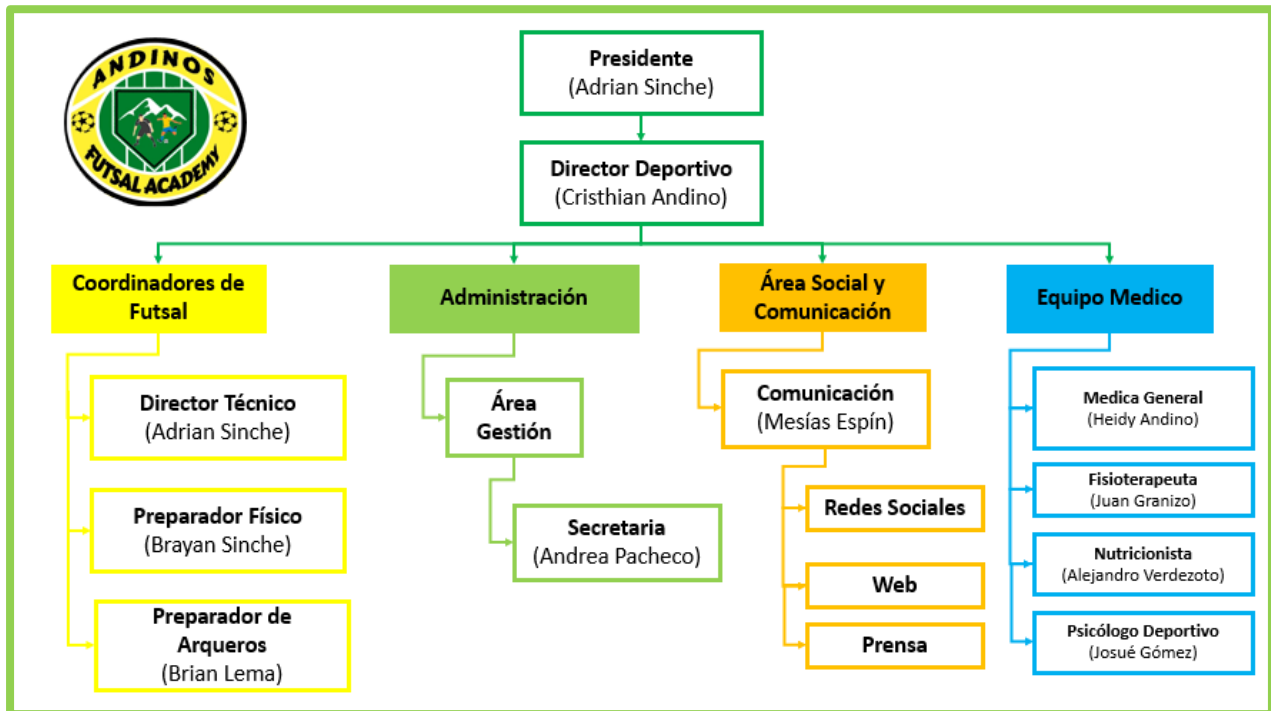 ANDINOS
FUTSAL ACADEMY
Presidente
(Adrian Sinche)
Director Deportivo
(Cristhian Andino)
Coordinadores de
Futsal
Director Técnico
(Adrian Sinche)
Preparador Físico
(Brayan Sinche)
Preparador de
Arqueros
(Brian Lema)
Administración
Área
Gestión
Secretaria
(Andrea Pacheco)
Área Social y
Comunicación
Comunicación
(Mesías Espín)
Redes Sociales
Web
Prensa
Equipo Medico
Medica General
(Heidy Andino)
Fisioterapeuta
(Juan Granizo)
Nutricionista
(Alejandro Verdezoto)
Psicólogo Deportivo
(Josué Gómez)